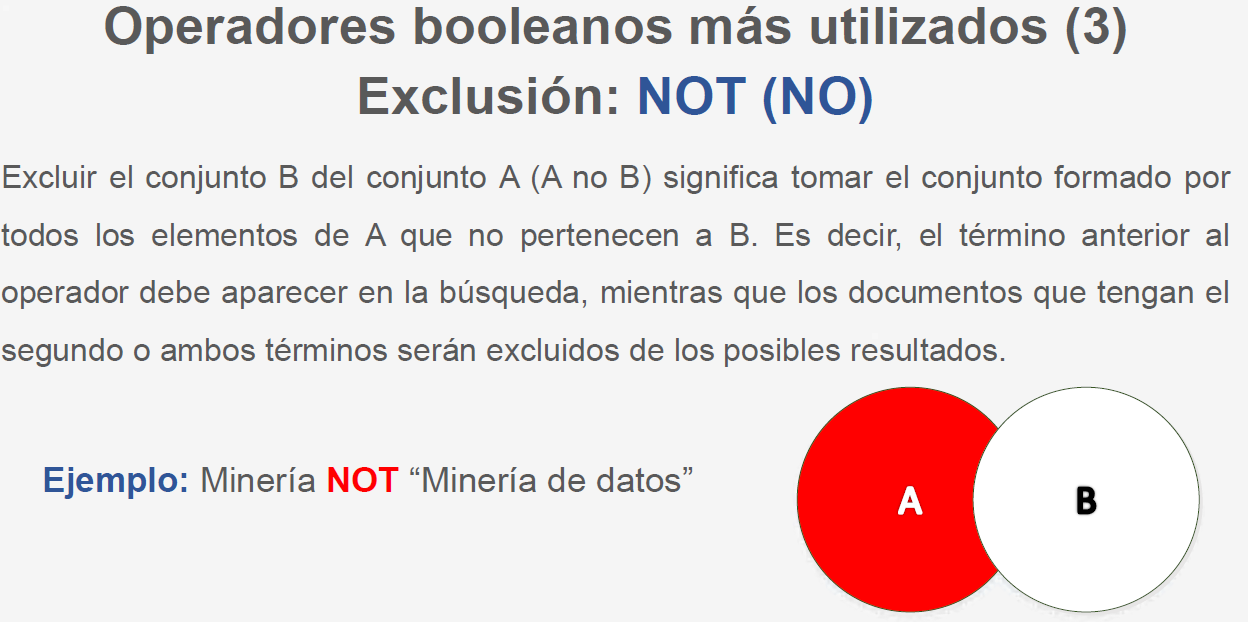 Operadores booleanos más utilizados (3)
Exclusión: NOT (NO)
Excluir el conjunto B del conjunto A (A no B) significa tomar el conjunto formado por
todos los elementos de A que no pertenecen a B. Es decir, el término anterior al
operador debe aparecer en la búsqueda, mientras que los documentos que tengan el
segundo o ambos términos serán excluidos de los posibles resultados.
Ejemplo: Minería NOT “Minería de datos”
A
B